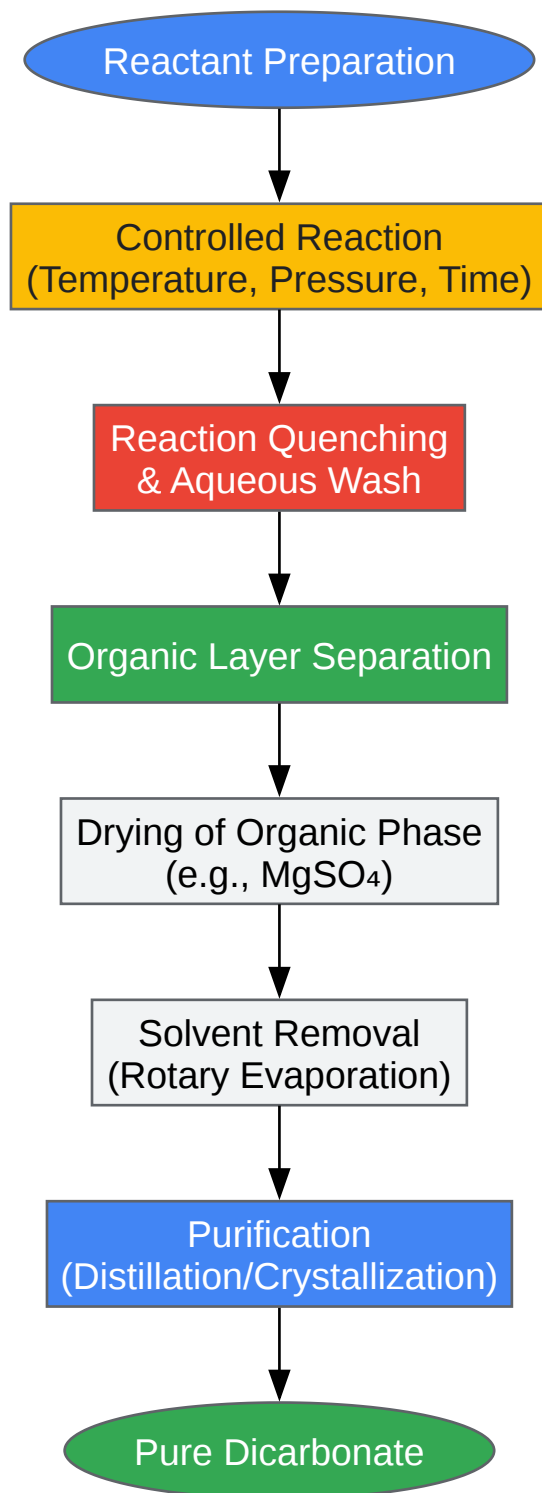 Reactant Preparation
Controlled Reaction
(Temperature, Pressure, Time)
Reaction Quenching
& Aqueous Wash
Organic Layer Separation
Drying of Organic Phase
(e.g., MgSO₄)
Solvent Removal
(Rotary Evaporation)
Purification
(Distillation/Crystallization)
Pure Dicarbonate